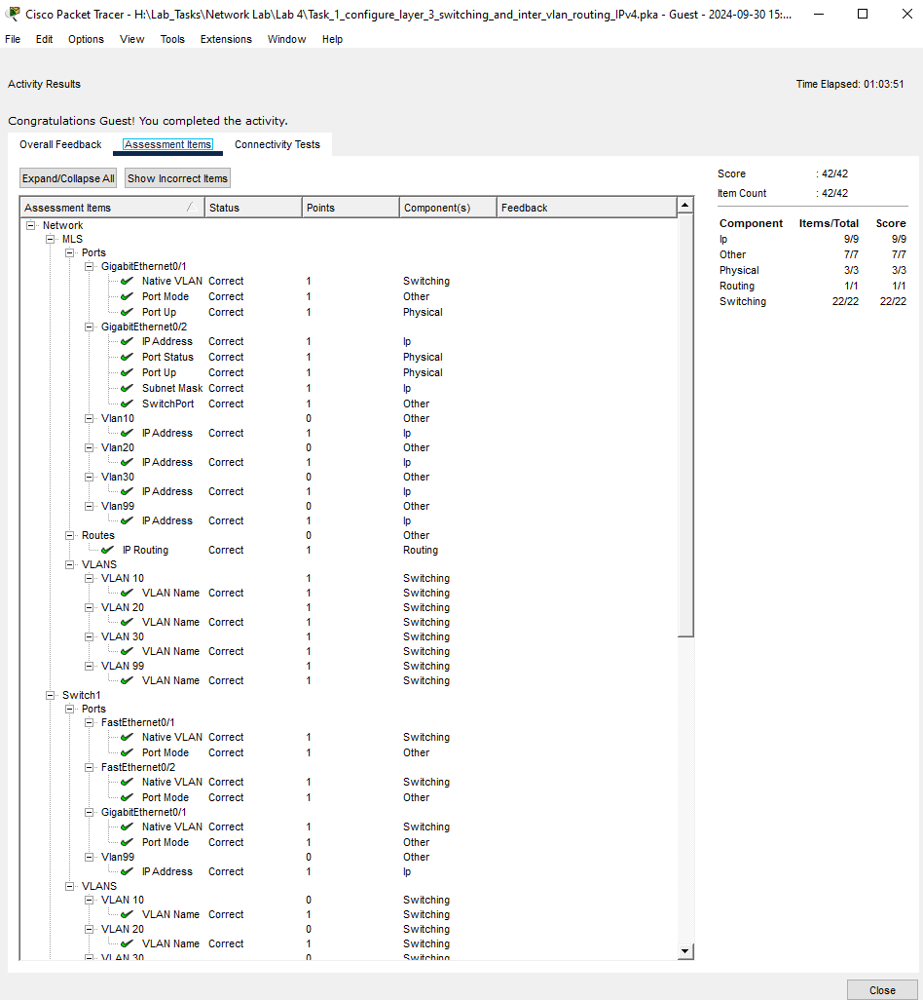 Cisco Packet Tracer - H:\Lab_Tasks\Network Lab\Lab 4\Task_1_configure_layer_3_switching_and_inter_vlan_routing_IPv4.pka - Guest - 2024-09-30 15:...
File Edit Options View Tools Extensions Window Help
Activity Results Time Elapsed: 01:03:51
Congratulations Guest! You completed the activity.
Overall Feedback Assessment Items Connectivity Tests
Expand/Collapse All Show Incorrect Items
Score : 42/42
Item Count : 42/42
Component Items/Total Score
Ip 9/9 9/9
Other 7/7 7/7
Physical 3/3 3/3
Routing 1/1 1/1
Switching 22/22 22/22
Assessment Items Status Points Component(s) Feedback
Network
MLS
Ports
GigabitEthernet0/1
Native VLAN Correct 1 Switching
Port Mode Correct 1 Other
Port Up Correct 1 Physical
GigabitEthernet0/2
IP Address Correct 1 Ip
Port Status Correct 1 Physical
Port Up Correct 1 Physical
Subnet Mask Correct 1 Ip
SwitchPort Correct 1 Other
Vlan10 0 Other
IP Address Correct 1 Ip
Vlan20 0 Other
IP Address Correct 1 Ip
Vlan30 0 Other
IP Address Correct 1 Ip
Vlan99 0 Other
IP Address Correct 1 Ip
Routes 0 Other
IP Routing Correct 1 Routing
VLANS
VLAN 10 1 Switching
VLAN Name Correct 1 Switching
VLAN 20 1 Switching
VLAN Name Correct 1 Switching
VLAN 30 1 Switching
VLAN Name Correct 1 Switching
VLAN 99 1 Switching
VLAN Name Correct 1 Switching
Switch1
Ports
FastEthernet0/1
Native VLAN Correct 1 Switching
Port Mode Correct 1 Other
FastEthernet0/2
Native VLAN Correct 1 Switching
Port Mode Correct 1 Other
GigabitEthernet0/1
Native VLAN Correct 1 Switching
Port Mode Correct 1 Other
Vlan99 0 Other
IP Address Correct 1 Ip
VLANS
VLAN 10 0 Switching
VLAN Name Correct 1 Switching
VLAN 20 0 Switching
VLAN Name Correct 1 Switching
VLAN 30 0 Switching
Close